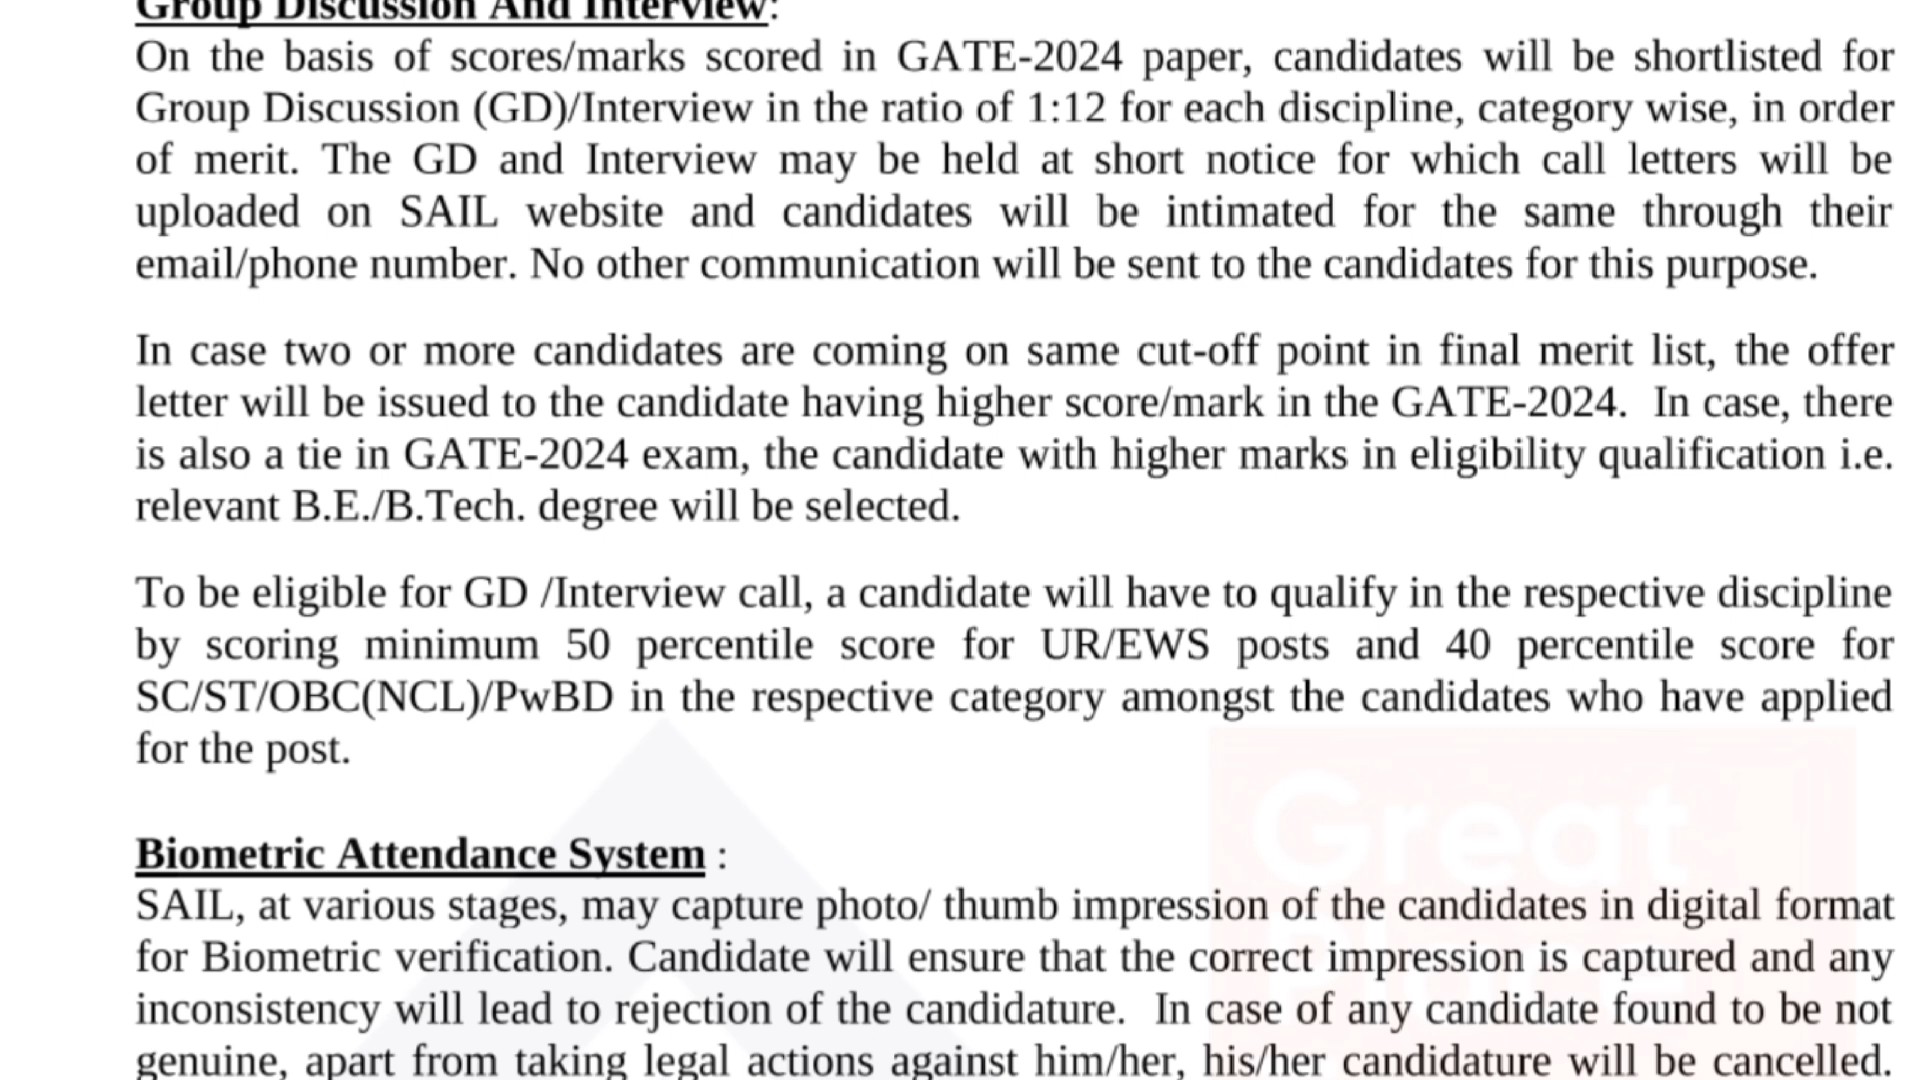 Group Discussion And Interview:
On the basis of scores/marks scored in GATE-2024 paper, candidates will be shortlisted for
Group Discussion (GD)/Interview in the ratio of 1:12 for each discipline, category wise, in order
of merit. The GD and Interview may be held at short notice for which call letters will be
uploaded on SAIL website and candidates will be intimated for the same through their
email/phone number. No other communication will be sent to the candidates for this purpose.
In case two or more candidates are coming on same cut-off point in final merit list, the offer
letter will be issued to the candidate having higher score/mark in the GATE-2024. In case, there
is also a tie in GATE-2024 exam, the candidate with higher marks in eligibility qualification i.e.
relevant B.E./B.Tech. degree will be selected.
To be eligible for GD /Interview call, a candidate will have to qualify in the respective discipline
by scoring minimum 50 percentile score for UR/EWS posts and 40 percentile score for
SC/ST/OBC(NCL)/PwBD in the respective category amongst the candidates who have applied
for the post.
Great
Biometric Attendance System :
SAIL, at various stages, may capture photo/ thumb impression of the candidates in digital format
for Biometric verification. Candidate will ensure that the correct impression is captured and any
inconsistency will lead to rejection of the candidature. In case of any candidate found to be not
genuine, apart from taking legal actions against him/her, his/her candidature will be cancelled.